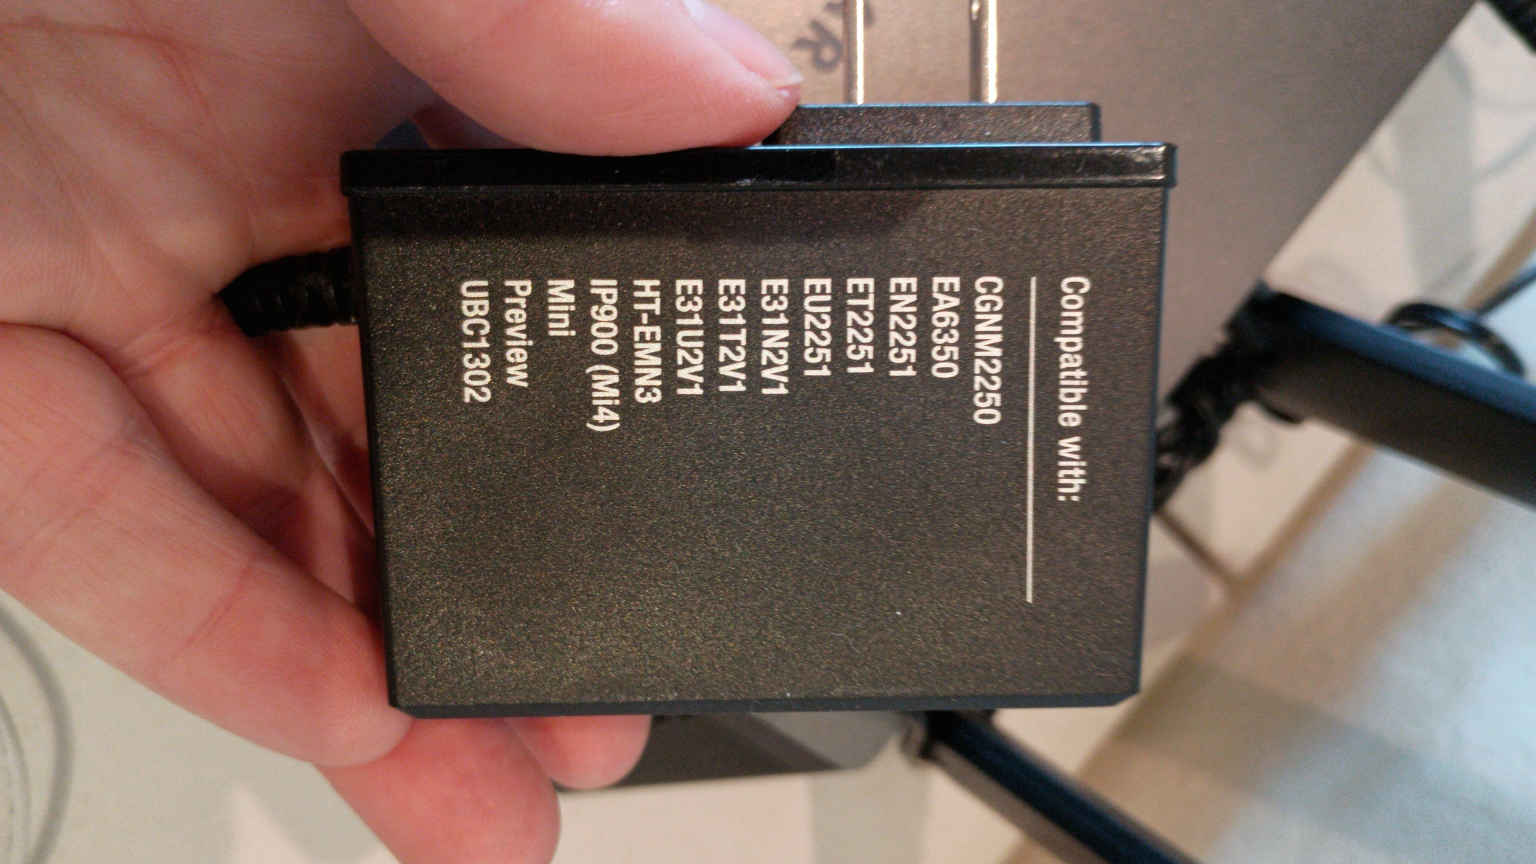 Compatible with:
CGNM2250
EA6350
EN2251
ET2251
EU2251
E31N2V1
E31T2V1
E31U2V1
HT-EMN3
IP900 (Mi4)
Mini
Preview
UBC1302